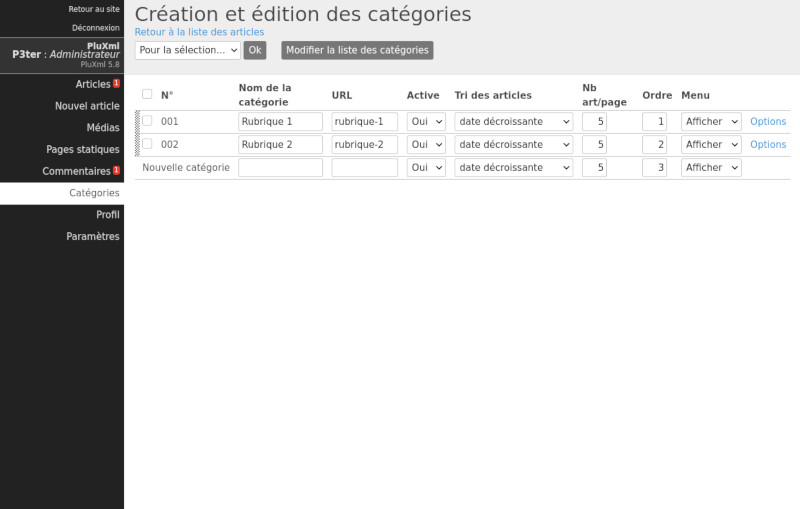 Retour au site
Déconnexion
PluXml
P3ter : Administrateur
PluXml 5.8
Articles 1
Nouvel article
Médias
Pages statiques
Commentaires 1
Catégories
Profil
Paramètres
Création et édition des catégories
Retour à la liste des articles
Pour la sélection... Ok Modifier la liste des catégories
N° Nom de la catégorie URL Active Tri des articles Nb art/page Ordre Menu
001 Rubrique 1 rubrique-1 Oui date décroissante 5 1 Afficher Options
002 Rubrique 2 rubrique-2 Oui date décroissante 5 2 Afficher Options
Nouvelle catégorie Oui date décroissante 5 3 Afficher